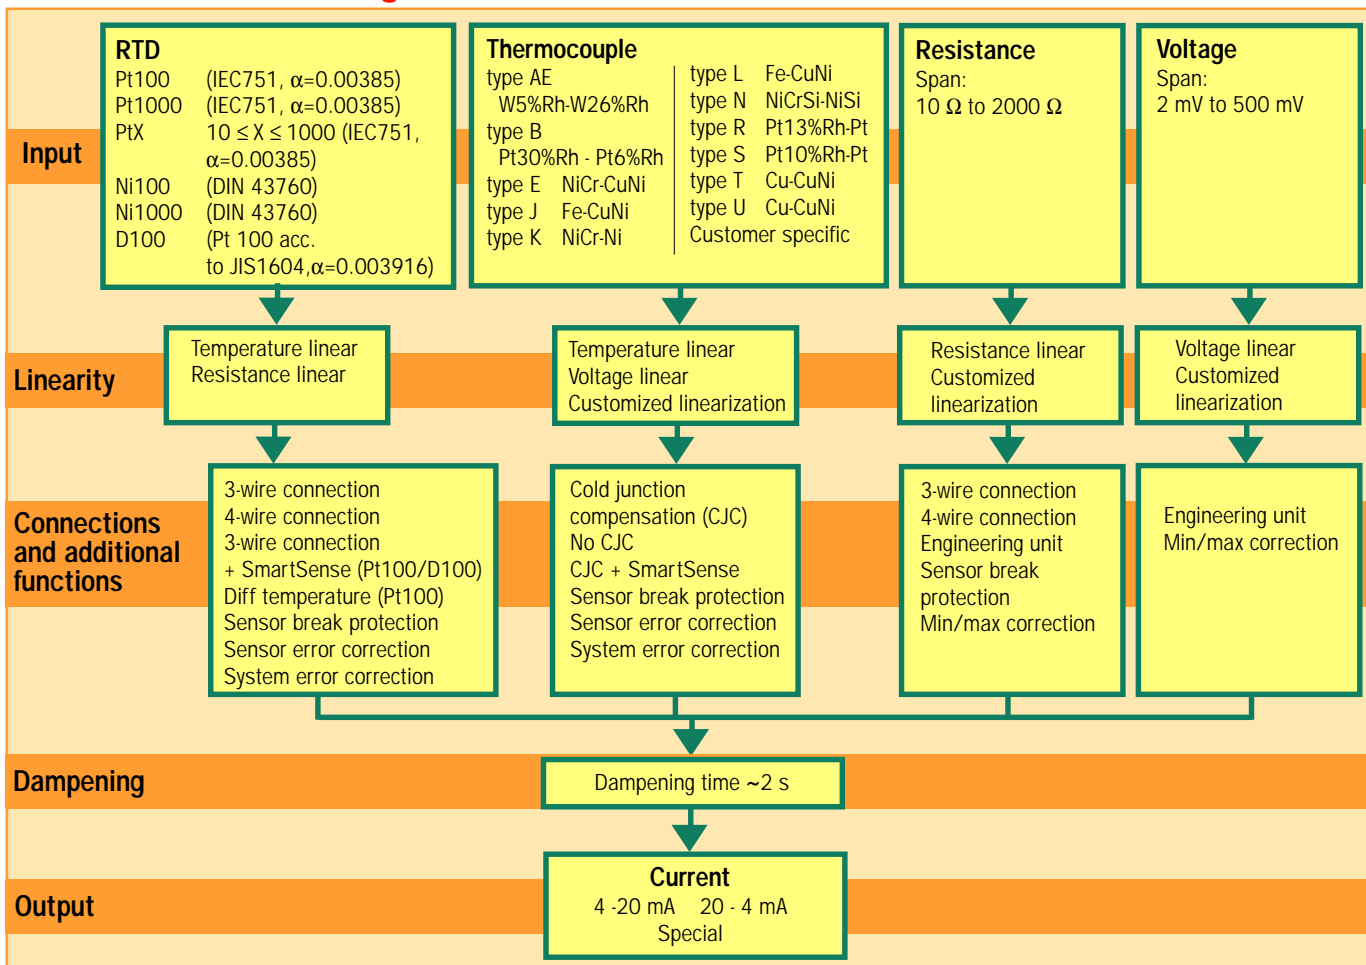 RTD
Pt100 (IEC751, α=0.00385)
Pt1000 (IEC751, α=0.00385)
PtX 10 ≤ X ≤ 1000 (IEC751,
α=0.00385)
Ni100 (DIN 43760)
Ni1000 (DIN 43760)
D100 (Pt 100 acc.
to JIS1604,α=0.003916)
Thermocouple
type AE
W5%Rh-W26%Rh
type B
Pt30%Rh - Pt6%Rh
type E NiCr-CuNi
type J Fe-CuNi
type K NiCr-Ni
type L Fe-CuNi
type N NiCrSi-NiSi
type R Pt13%Rh-Pt
type S Pt10%Rh-Pt
type T Cu-CuNi
type U Cu-CuNi
Customer specific
Resistance
Span:
10 Ω to 2000 Ω
Voltage
Span:
2 mV to 500 mV
Input
Linearity
Temperature linear
Resistance linear
Temperature linear
Voltage linear
Customized linearization
Resistance linear
Customized
linearization
Voltage linear
Customized
linearization
Connections
and additional
functions
3-wire connection
4-wire connection
3-wire connection
+ SmartSense (Pt100/D100)
Diff temperature (Pt100)
Sensor break protection
Sensor error correction
System error correction
Cold junction
compensation (CJC)
No CJC
CJC + SmartSense
Sensor break protection
Sensor error correction
System error correction
3-wire connection
4-wire connection
Engineering unit
Sensor break
protection
Min/max correction
Engineering unit
Min/max correction
Dampening
Dampening time ~2 s
Output
Current
4 -20 mA 20 - 4 mA
Special